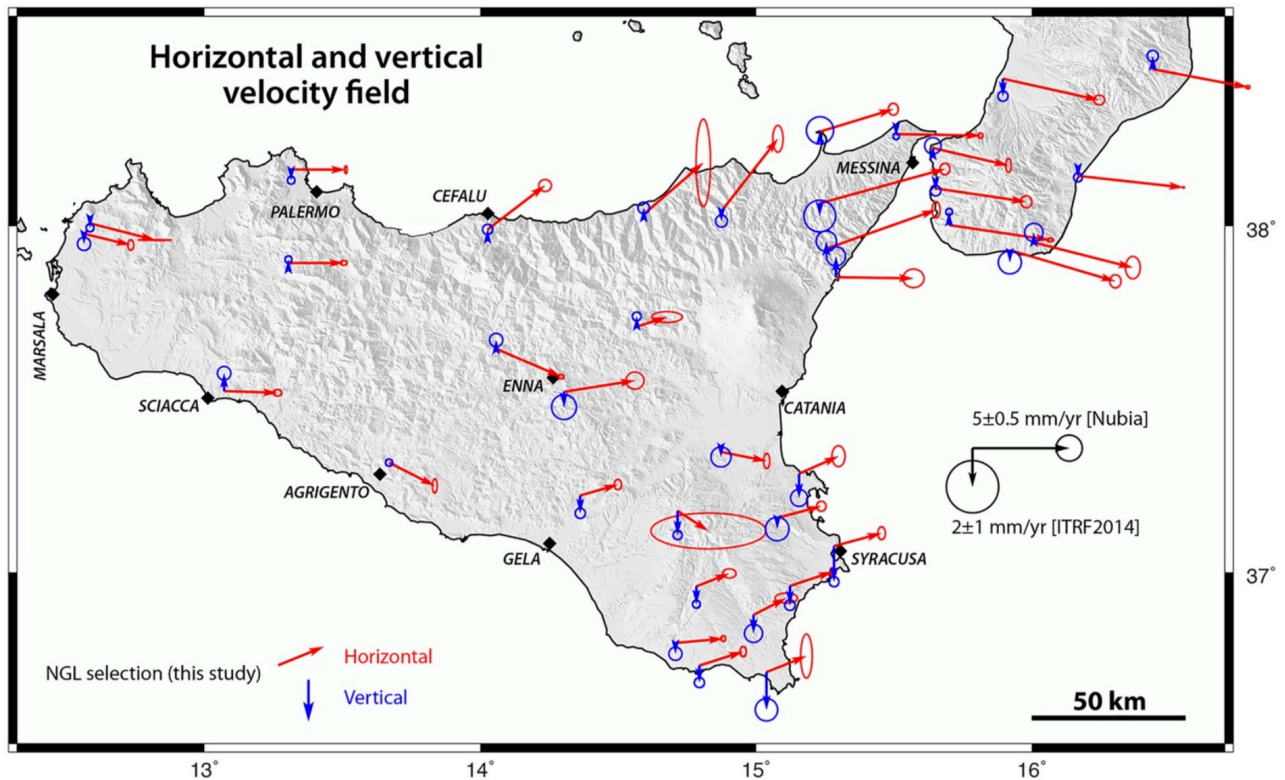 Horizontal and vertical
velocity field
MESSINA
CEFALU
PALERMO
38°
MARSALA
ENNA
SCIACCA
CATANIA
5±0.5 mm/yr [Nubia]
AGRIGENTO
2±1 mm/yr [ITRF2014]
GELA
SYRACUSA
37°
Horizontal
NGL selection (this study)
Vertical
50 km
13°
14°
15°
16°